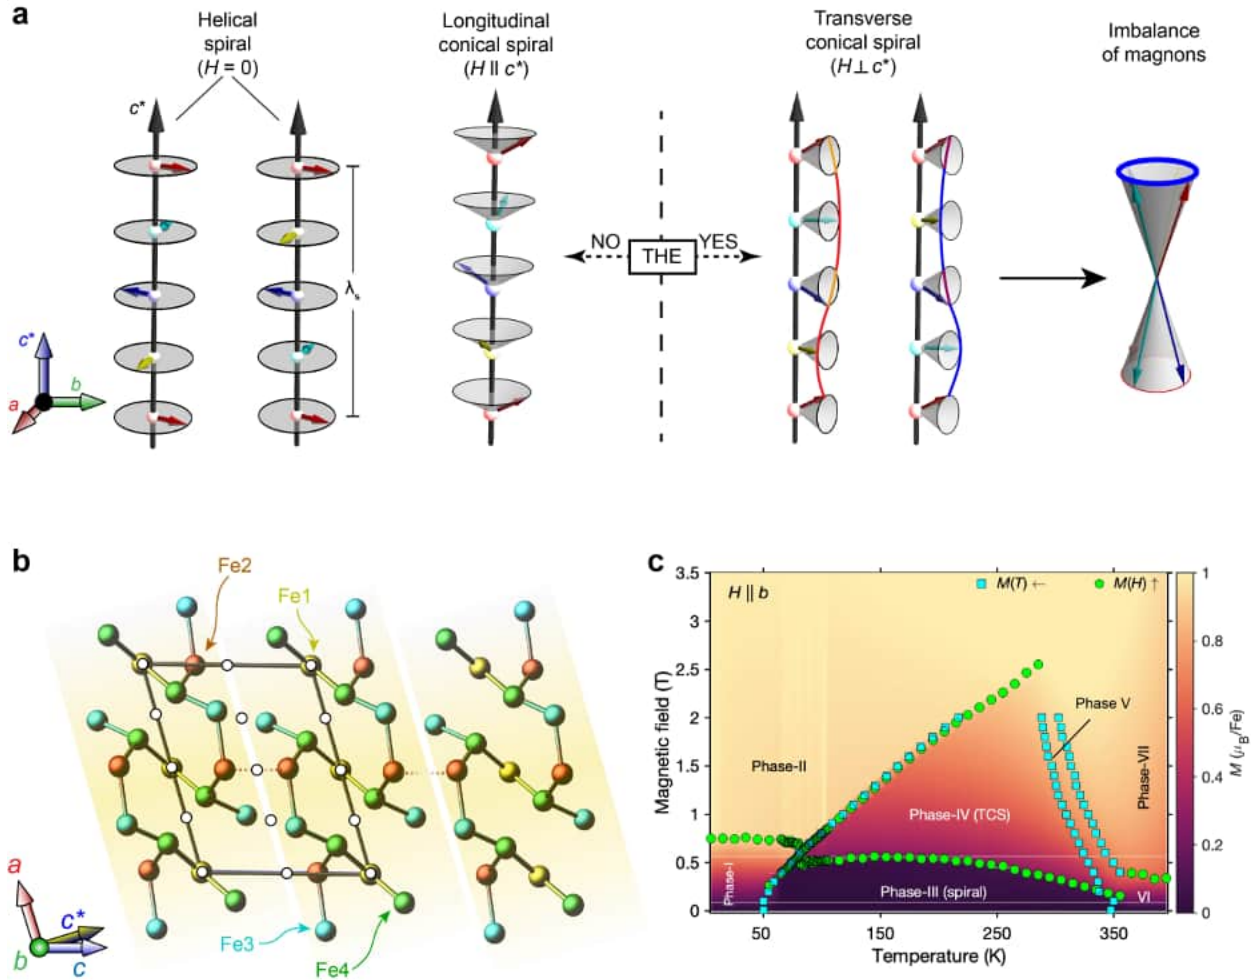 a
Helical
spiral
(H = 0)
Longitudinal
conical spiral
(H || c*)
Transverse
conical spiral
(H ⊥ c*)
Imbalance
of magnons
c*
λs
NO
THE
YES
c*
b
a
b
Fe2
Fe1
Fe3
Fe4
a
c*
b
c
c
3.5
3
2.5
2
1.5
1
0.5
0
Magnetic field (T)
H || b
M(T) ←
M(H) ↑
Phase V
Phase-II
Phase-VII
Phase-IV (TCS)
Phase-I
Phase-III (spiral)
VI
50
150
250
350
Temperature (K)
1
0.8
0.6
0.4
0.2
0
M (μB/Fe)